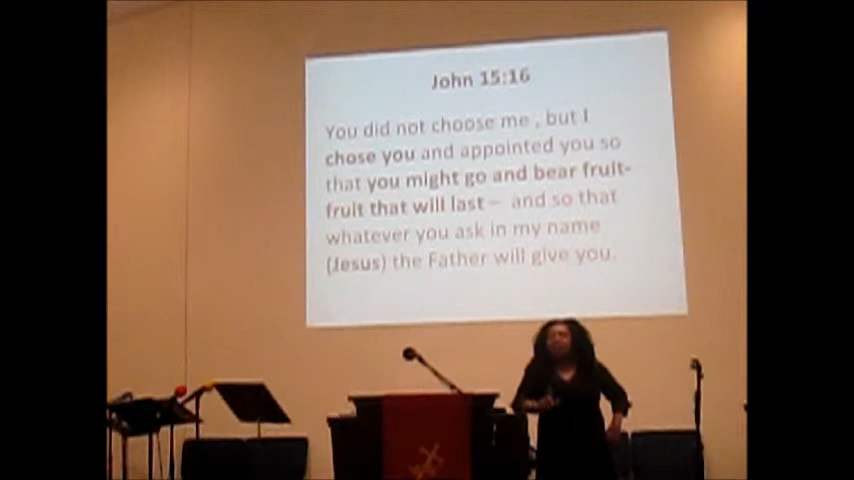 John 15:16
You did not choose me , but I
chose you and appointed you so
that you might go and bear fruit-
fruit that will last – and so that
whatever you ask in my name
(Jesus) the Father will give you.